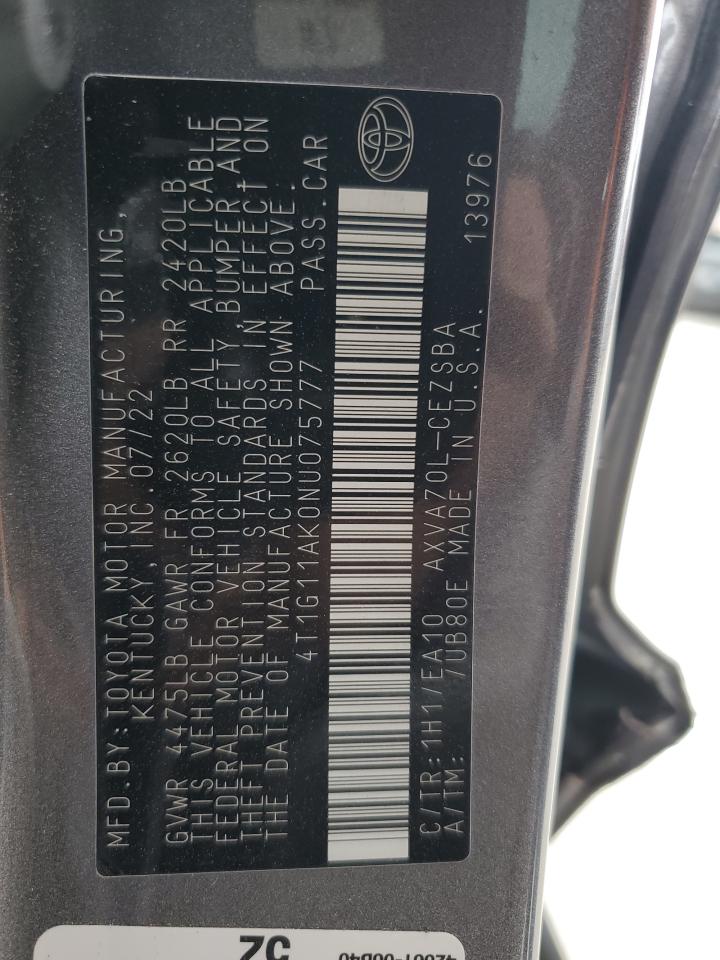 MFD.BY:TOYOTA MOTOR MANUFACTURING,
KENTUCKY, INC. 07/22
GVWR 4475LB GAWR FR 2620LB RR 2420LB
THIS VEHICLE CONFORMS TO ALL APPLICABLE
FEDERAL MOTOR VEHICLE SAFETY, BUMPER, AND
THEFT PREVENTION STANDARDS IN EFFECT ON
THE DATE OF MANUFACTURE SHOWN ABOVE.
4T1G11AK0NU075777 PASS.CAR
C/TR:1H1/EA10 AXVA70L-CEZSBA 13976
A/TM: 7UB80E MADE IN U.S.A.